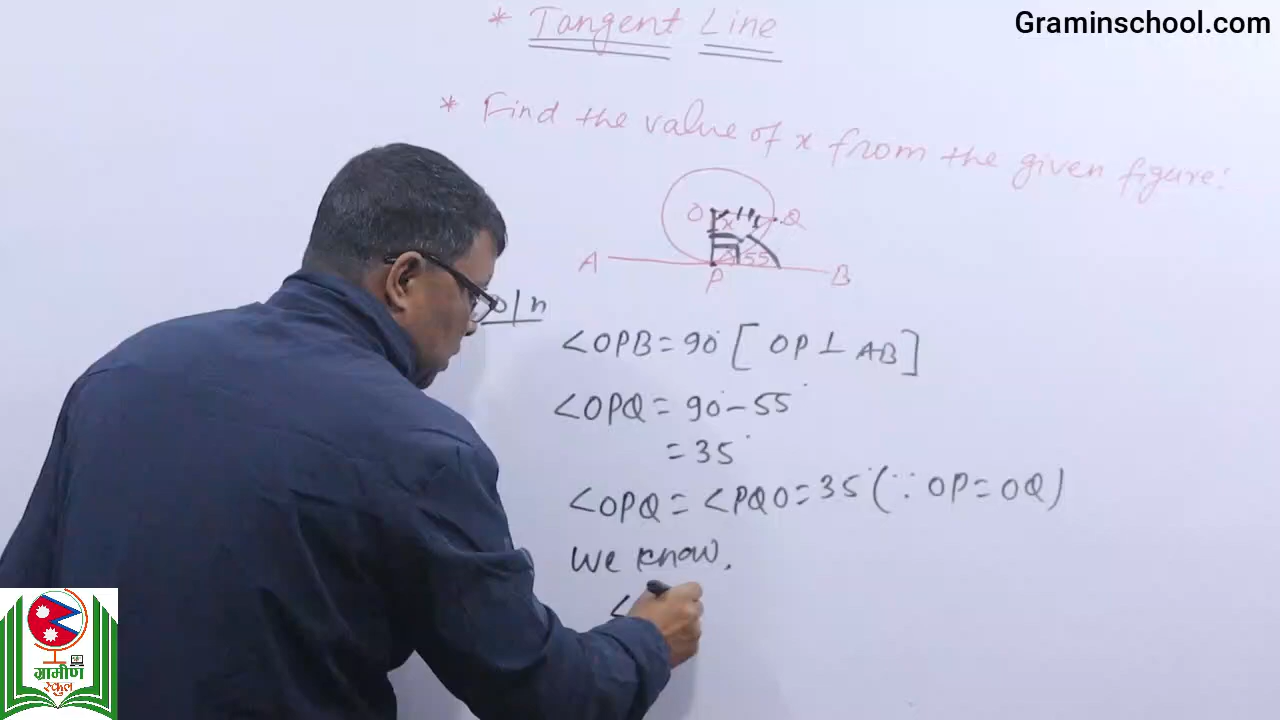 Graminschool.com
* Tangent Line
* Find the value of x from the given figure:
O x Q
A P 55 B
<OPB = 90° [OP ⊥ AB]
<OPQ = 90° - 55°
= 35°
<OPQ = <PQO = 35° (∵ OP = OQ)
We know,
<
ग्रामीण
स्कुल